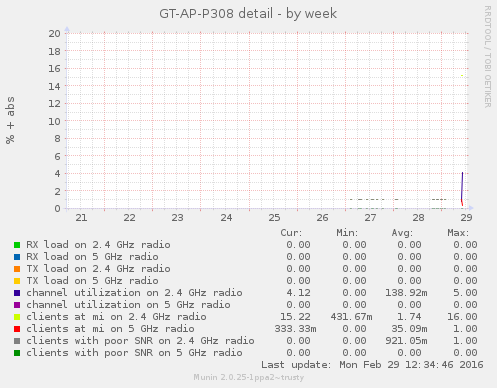 GT-AP-P308 detail - by week
RRDTOOL / TOBI OETIKER
% + abs
20
18
16
14
12
10
8
6
4
2
0
21 22 23 24 25 26 27 28 29
Cur: Min: Avg: Max:
RX load on 2.4 GHz radio 0.00 0.00 0.00 0.00
RX load on 5 GHz radio 0.00 0.00 0.00 0.00
TX load on 2.4 GHz radio 0.00 0.00 0.00 0.00
TX load on 5 GHz radio 0.00 0.00 0.00 0.00
channel utilization on 2.4 GHz radio 4.12 0.00 138.92m 5.00
channel utilization on 5 GHz radio 0.00 0.00 0.00 0.00
clients at mi on 2.4 GHz radio 15.22 431.67m 1.74 16.00
clients at mi on 5 GHz radio 333.33m 0.00 35.09m 1.00
clients with poor SNR on 2.4 GHz radio 0.00 0.00 921.05m 1.00
clients with poor SNR on 5 GHz radio 0.00 0.00 0.00 0.00
Last update: Mon Feb 29 12:34:46 2016
Munin 2.0.25-1ppa2~trusty